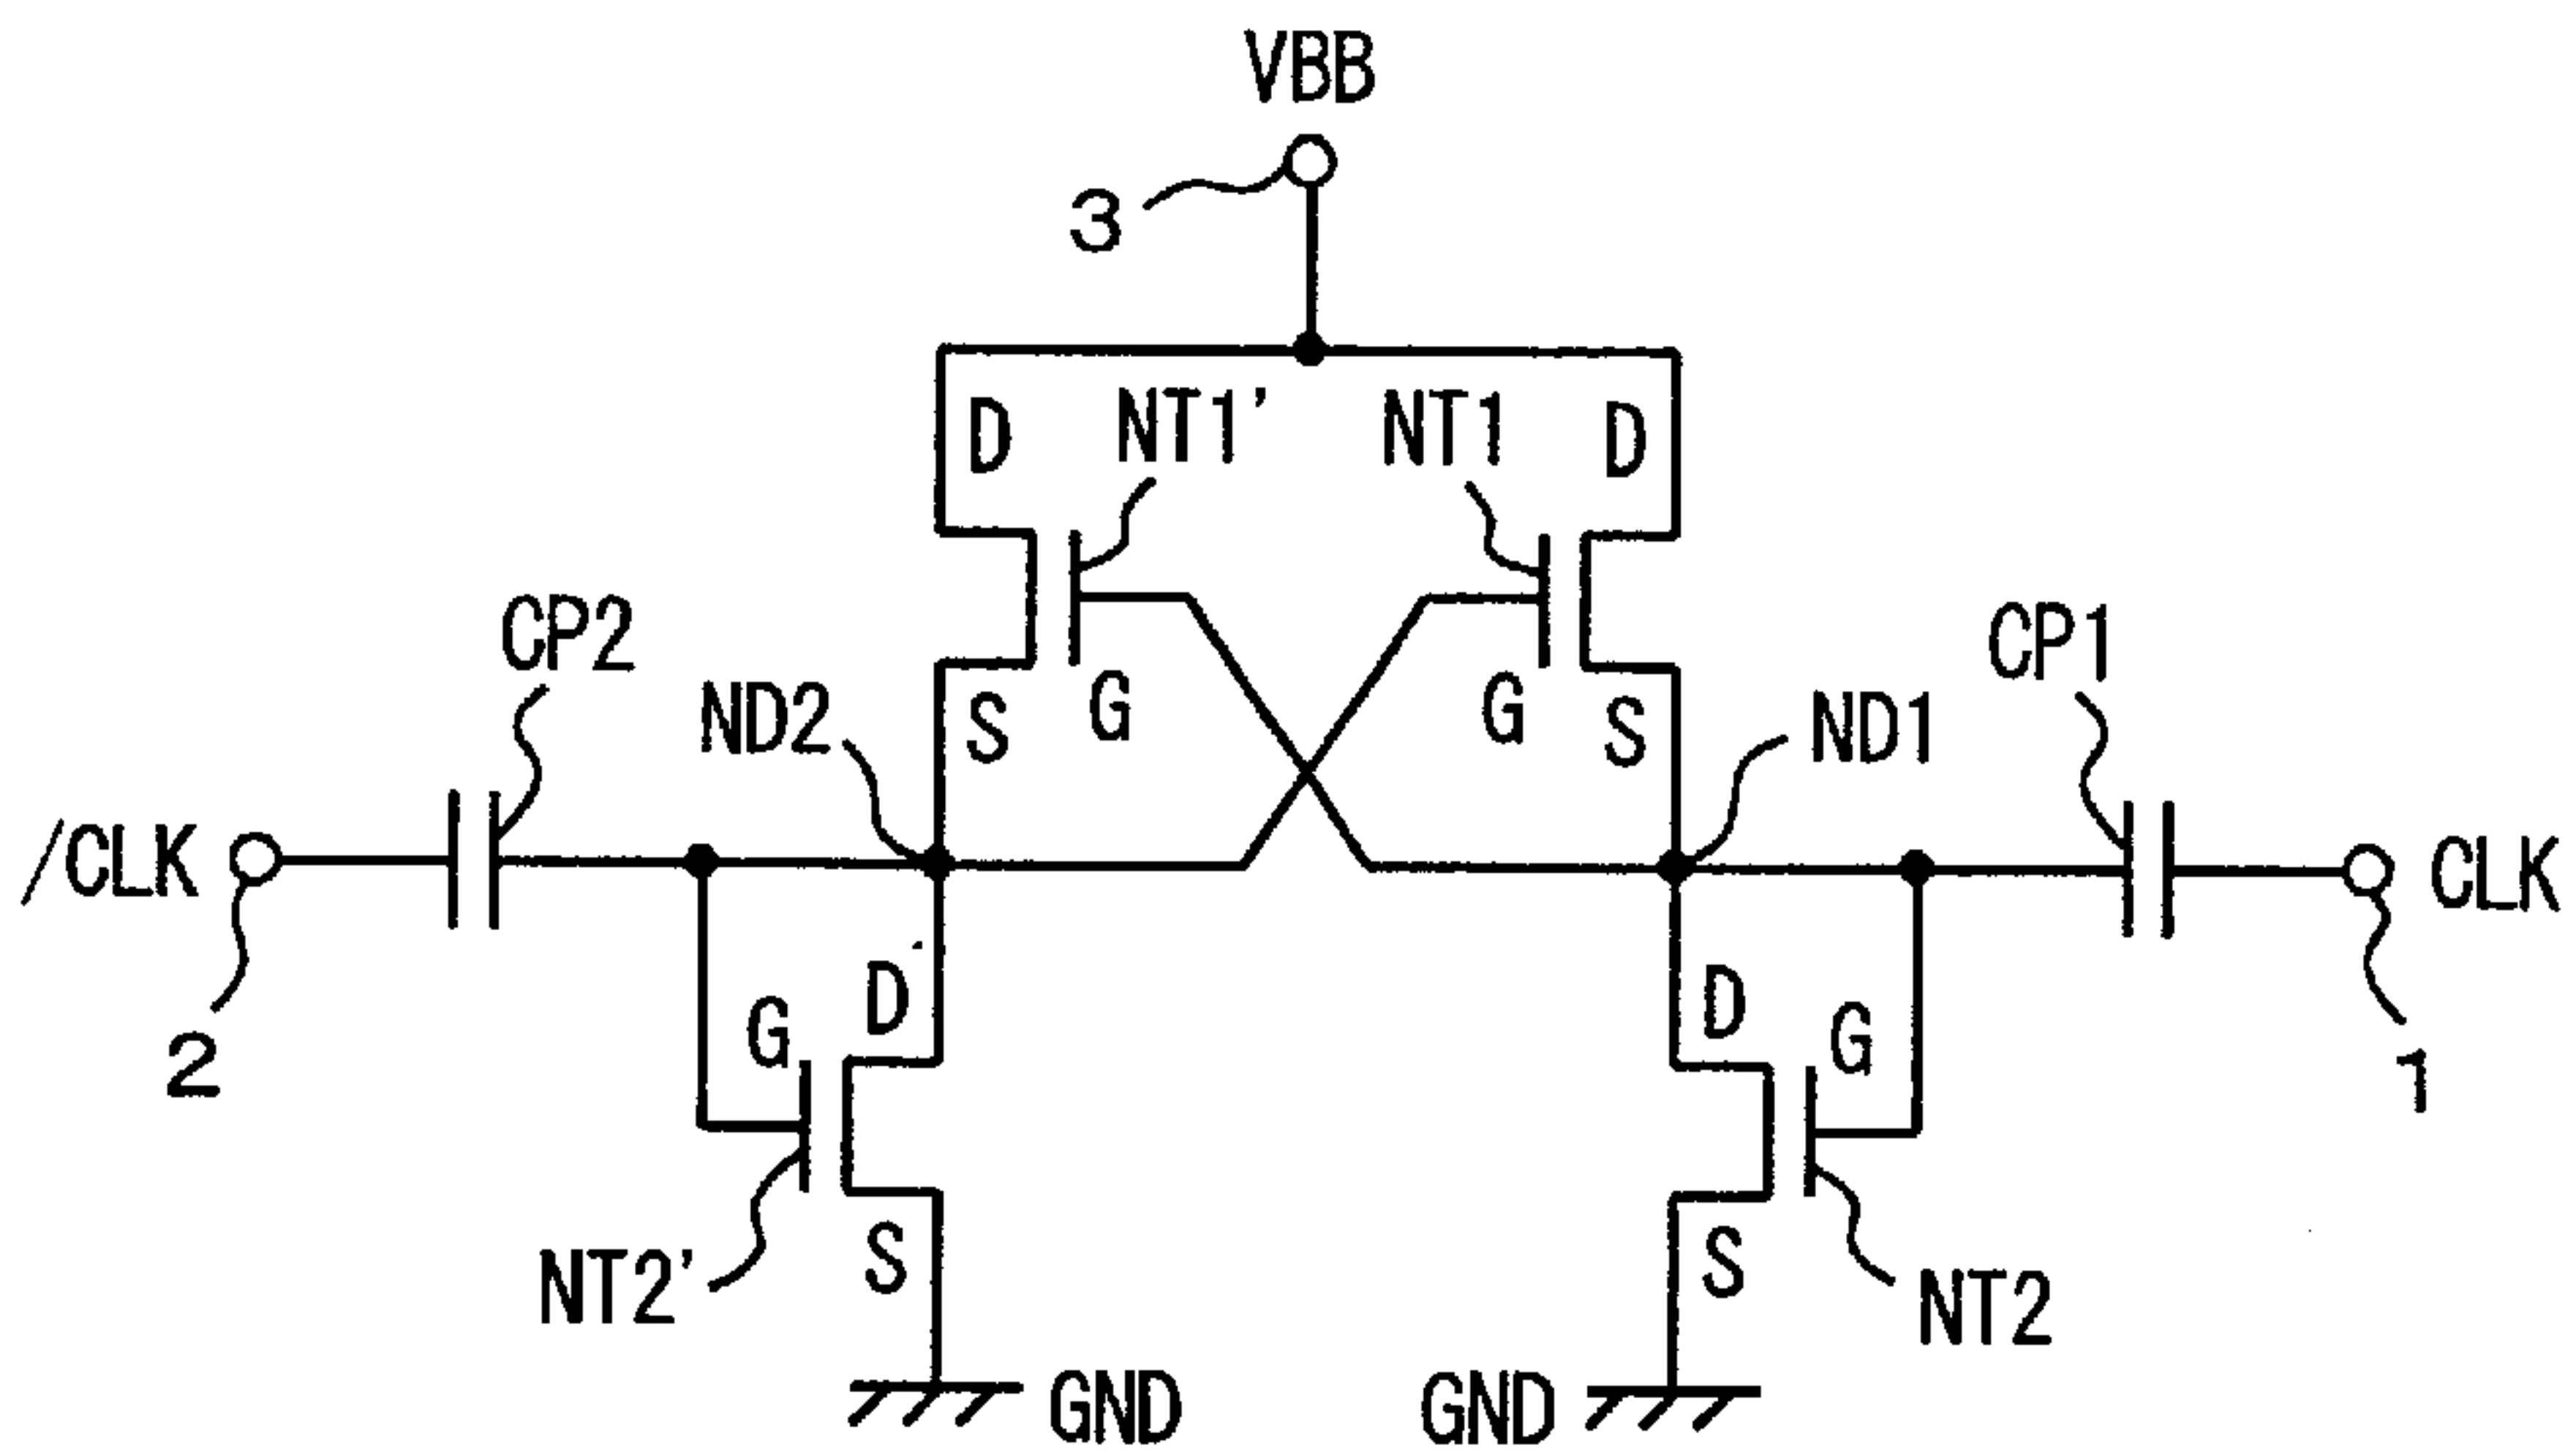 VBB
3
D
NT1'
NT1
D
CP2
CP1
ND2
S
G
G
S
ND1
/CLK
CLK
2
G
D
D
G
1
NT2'
S
S
NT2
GND
GND